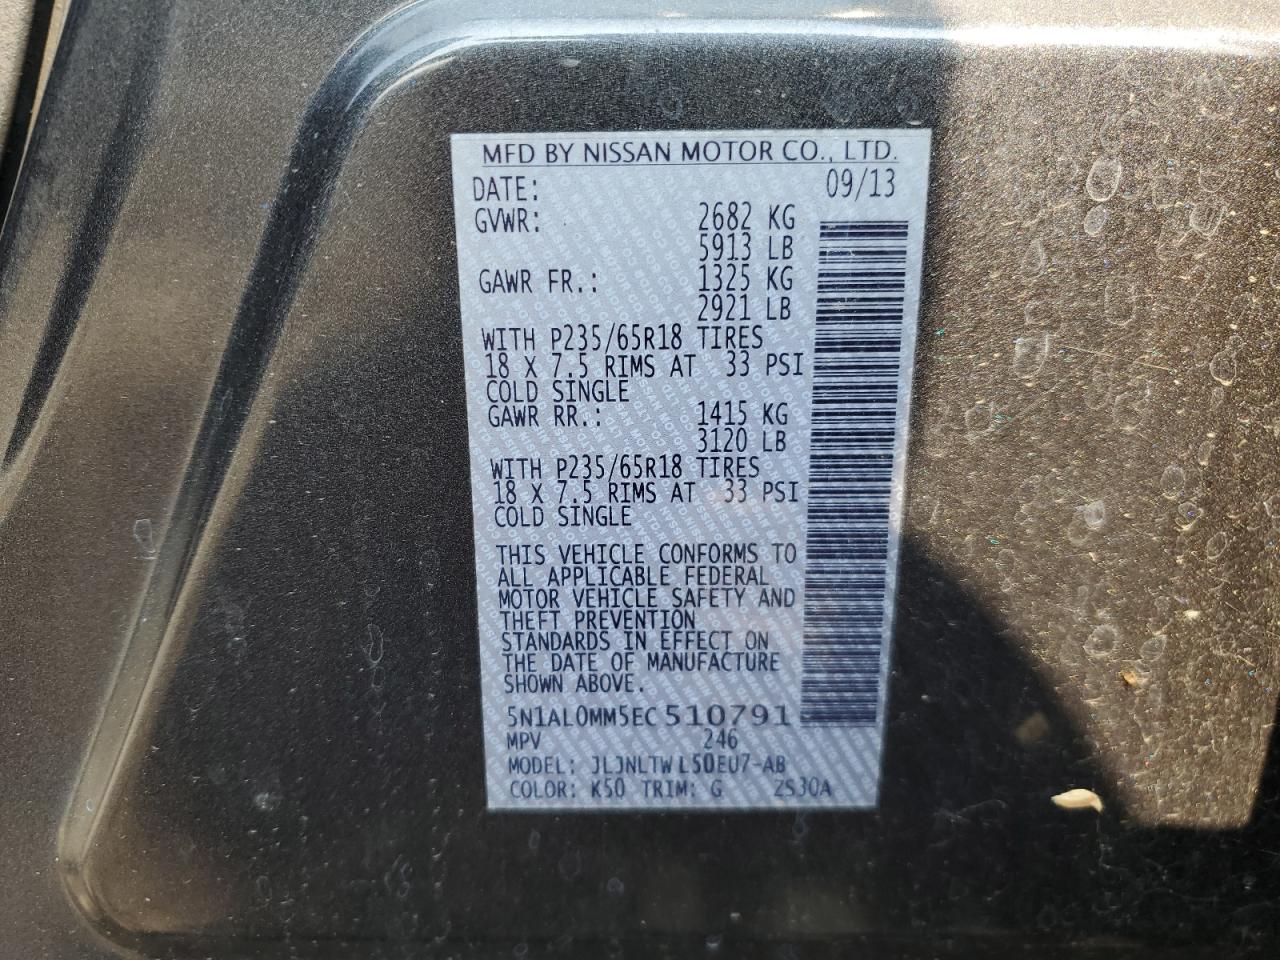 MFD BY NISSAN MOTOR CO., LTD.
DATE: 09/13
GVWR: 2682 KG
5913 LB
GAWR FR.: 1325 KG
2921 LB
WITH P235/65R18 TIRES
18 X 7.5 RIMS AT 33 PSI
COLD SINGLE
GAWR RR.: 1415 KG
3120 LB
WITH P235/65R18 TIRES
18 X 7.5 RIMS AT 33 PSI
COLD SINGLE
THIS VEHICLE CONFORMS TO
ALL APPLICABLE FEDERAL
MOTOR VEHICLE SAFETY AND
THEFT PREVENTION
STANDARDS IN EFFECT ON
THE DATE OF MANUFACTURE
SHOWN ABOVE.
5N1AL0MM5EC510791
MPV 246
MODEL: JLJNLTWL50EU7-AB
COLOR: K50 TRIM: G ZS30A